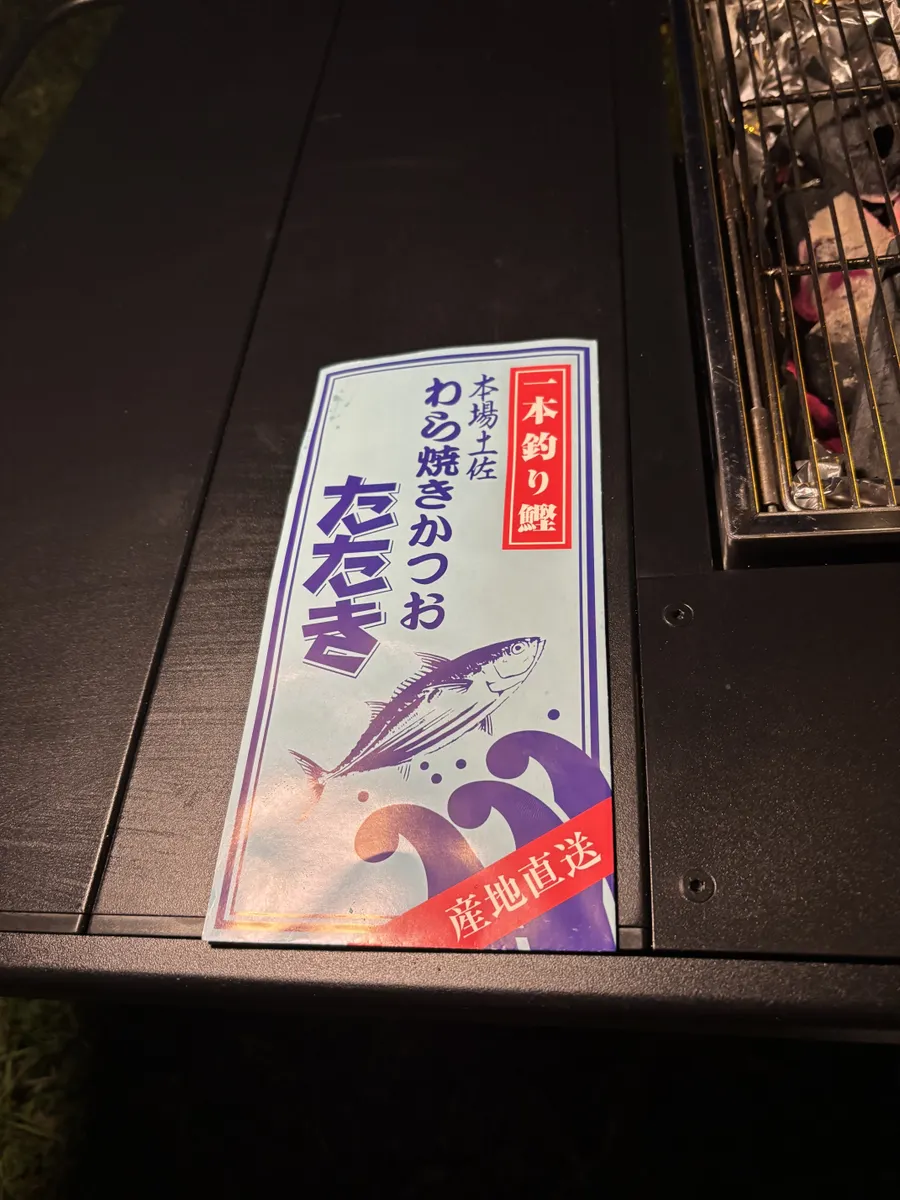 一本釣り鰹
本場土佐
わら焼きかつお
たたき
産地直送